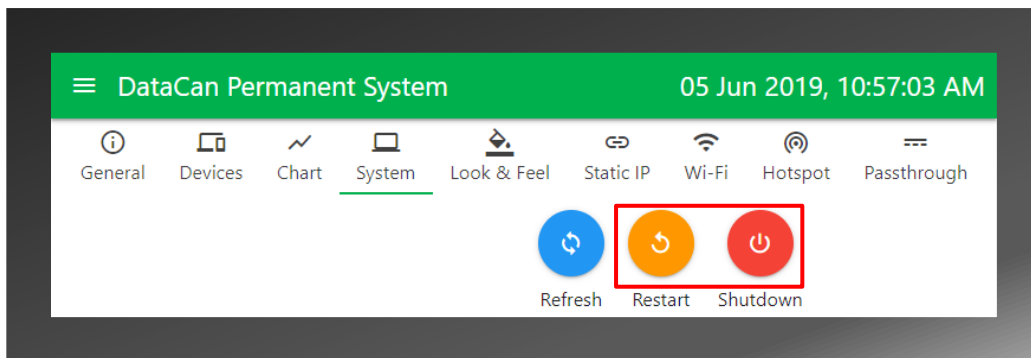 DataCan Permanent System 05 Jun 2019, 10:57:03 AM
General Devices Chart System Look & Feel Static IP Wi-Fi Hotspot Passthrough
Refresh Restart Shutdown